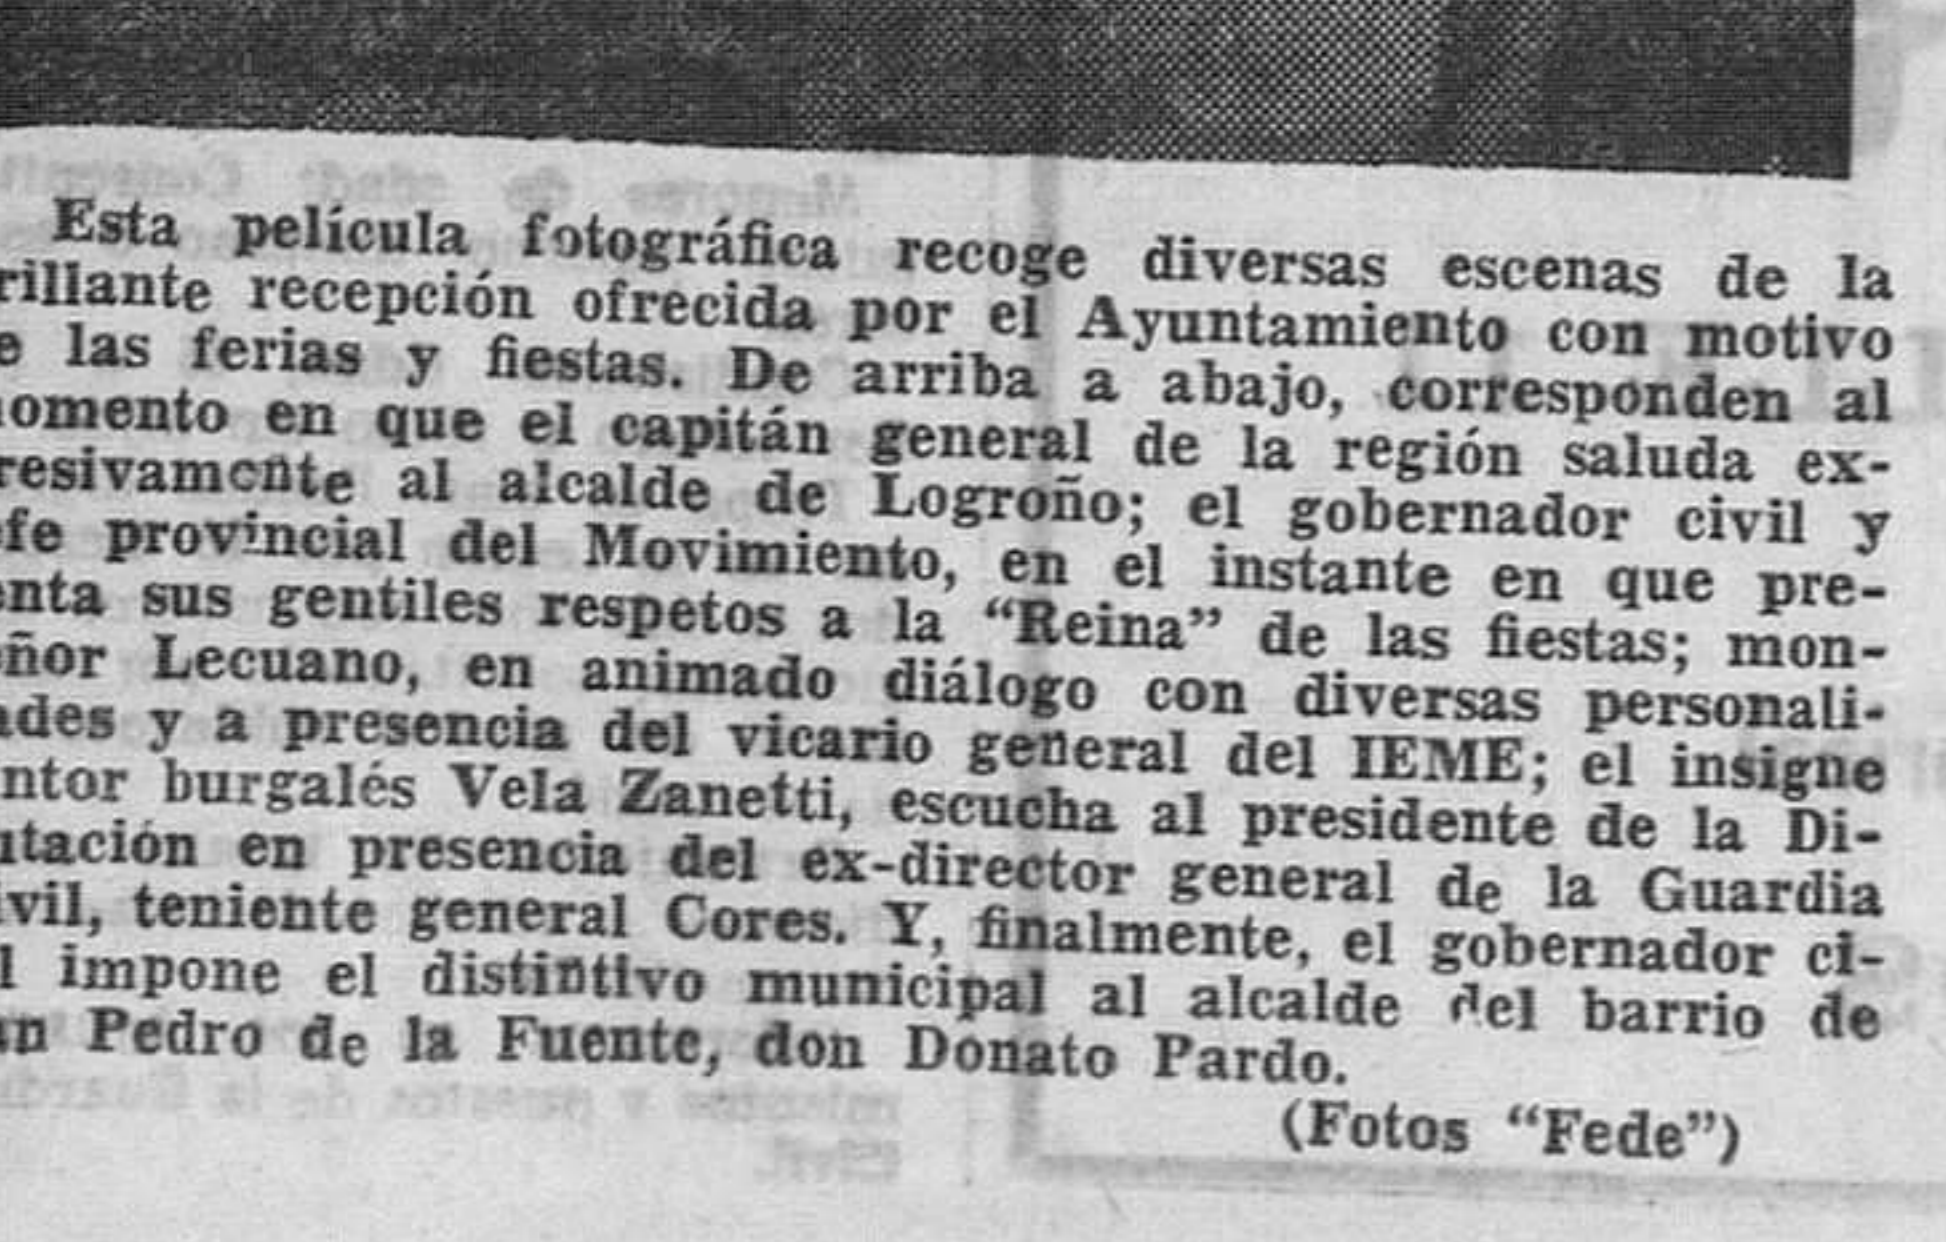 Esta película fotográfica recoge diversas escenas de la
rillante recepción ofrecida por el Ayuntamiento con motivo
e las ferias y fiestas. De arriba a abajo, corresponden al
omento en que el capitán general de la región saluda ex-
resivamente al alcalde de Logroño; el gobernador civil y
efe provincial del Movimiento, en el instante en que pre-
enta sus gentiles respetos a la “Reina” de las fiestas; mon-
eñor Lecuano, en animado diálogo con diversas personali-
ades y a presencia del vicario general del IEME; el insigne
intor burgalés Vela Zanetti, escucha al presidente de la Di-
utación en presencia del ex-director general de la Guardia
ivil, teniente general Cores. Y, finalmente, el gobernador ci-
l impone el distintivo municipal al alcalde del barrio de
an Pedro de la Fuente, don Donato Pardo.
(Fotos “Fede”)